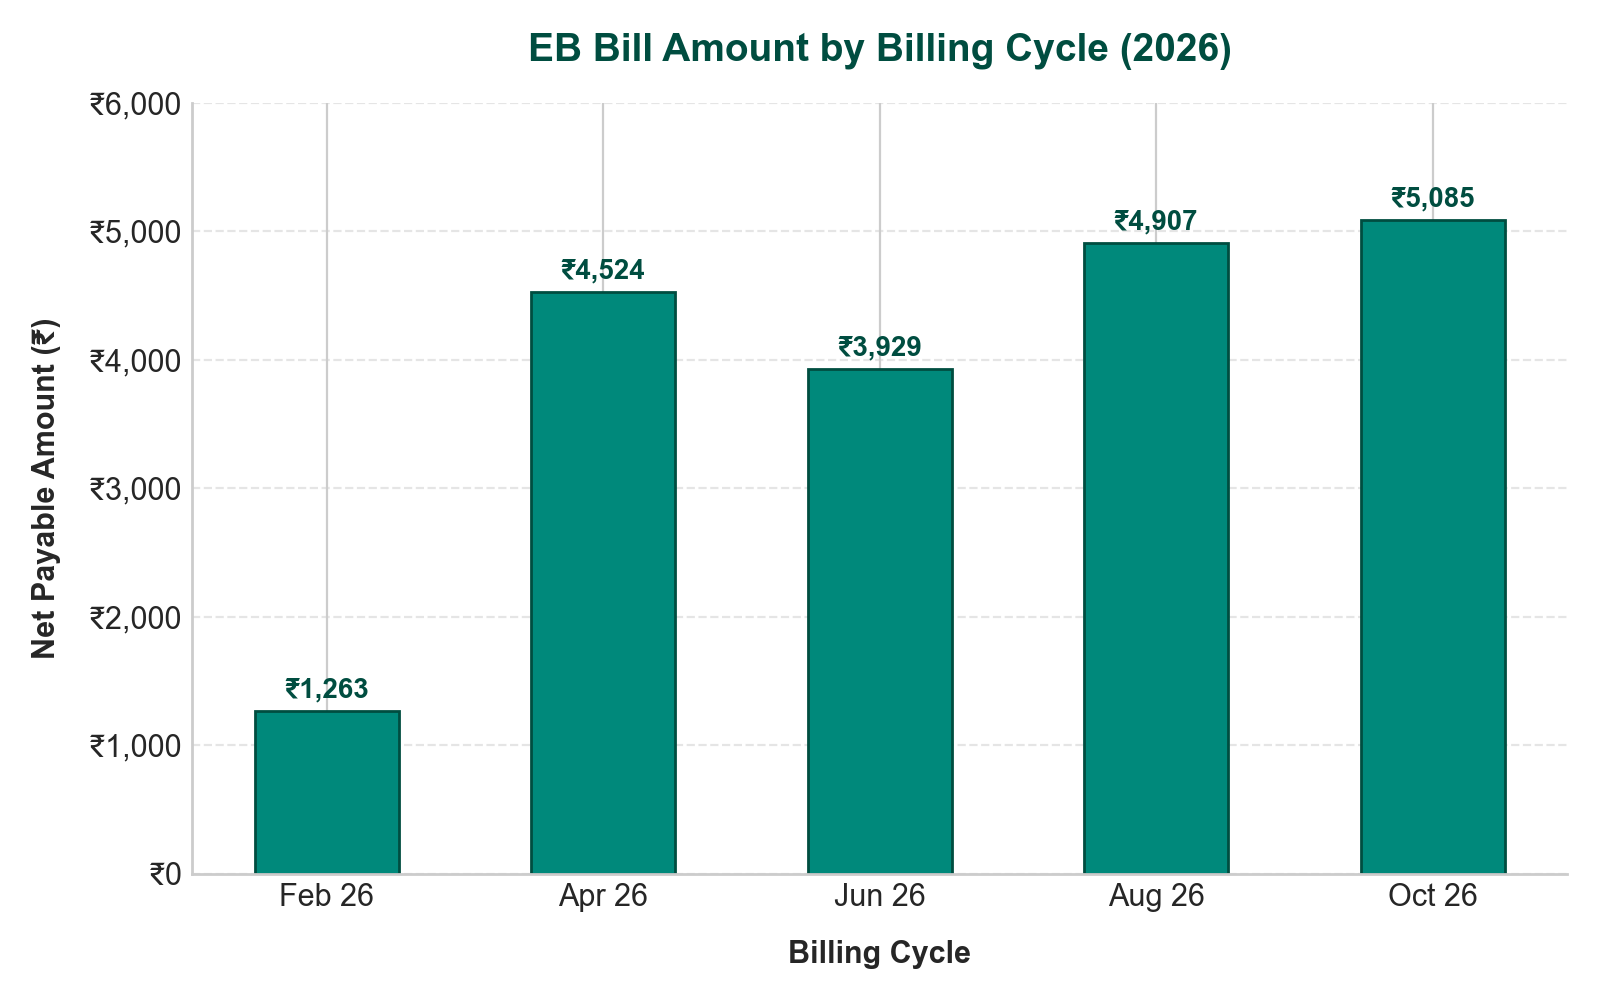 EB Bill Amount by Billing Cycle (2026)
Net Payable Amount (₹)
₹6,000
₹5,000
₹4,000
₹3,000
₹2,000
₹1,000
₹0
₹1,263
₹4,524
₹3,929
₹4,907
₹5,085
Feb 26
Apr 26
Jun 26
Aug 26
Oct 26
Billing Cycle